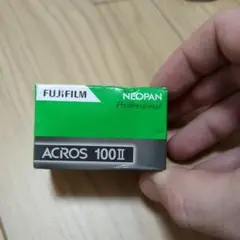 FUJIFILM
NEOPAN
Professional
ACROS 100II